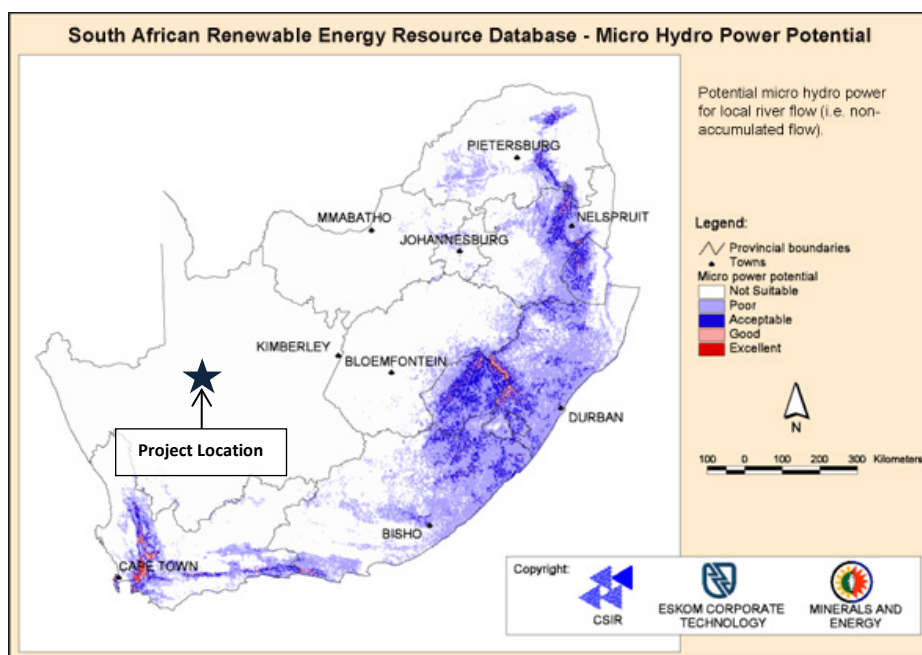 South African Renewable Energy Resource Database - Micro Hydro Power Potential
Potential micro hydro power
for local river flow (i.e. non-
accumulated flow).
PIETERSBURG
MMABATHO
NELSPRUIT
JOHANNESBURG
KIMBERLEY
BLOEMFONTEIN
DURBAN
Project Location
BISHO
CAPE TOWN
Legend:
Provincial boundaries
Towns
Micro power potential
Not Suitable
Poor
Acceptable
Good
Excellent
N
100 0 100 200 300 Kilometers
Copyright:
CSIR
ESKOM CORPORATE
TECHNOLOGY
MINERALS AND
ENERGY